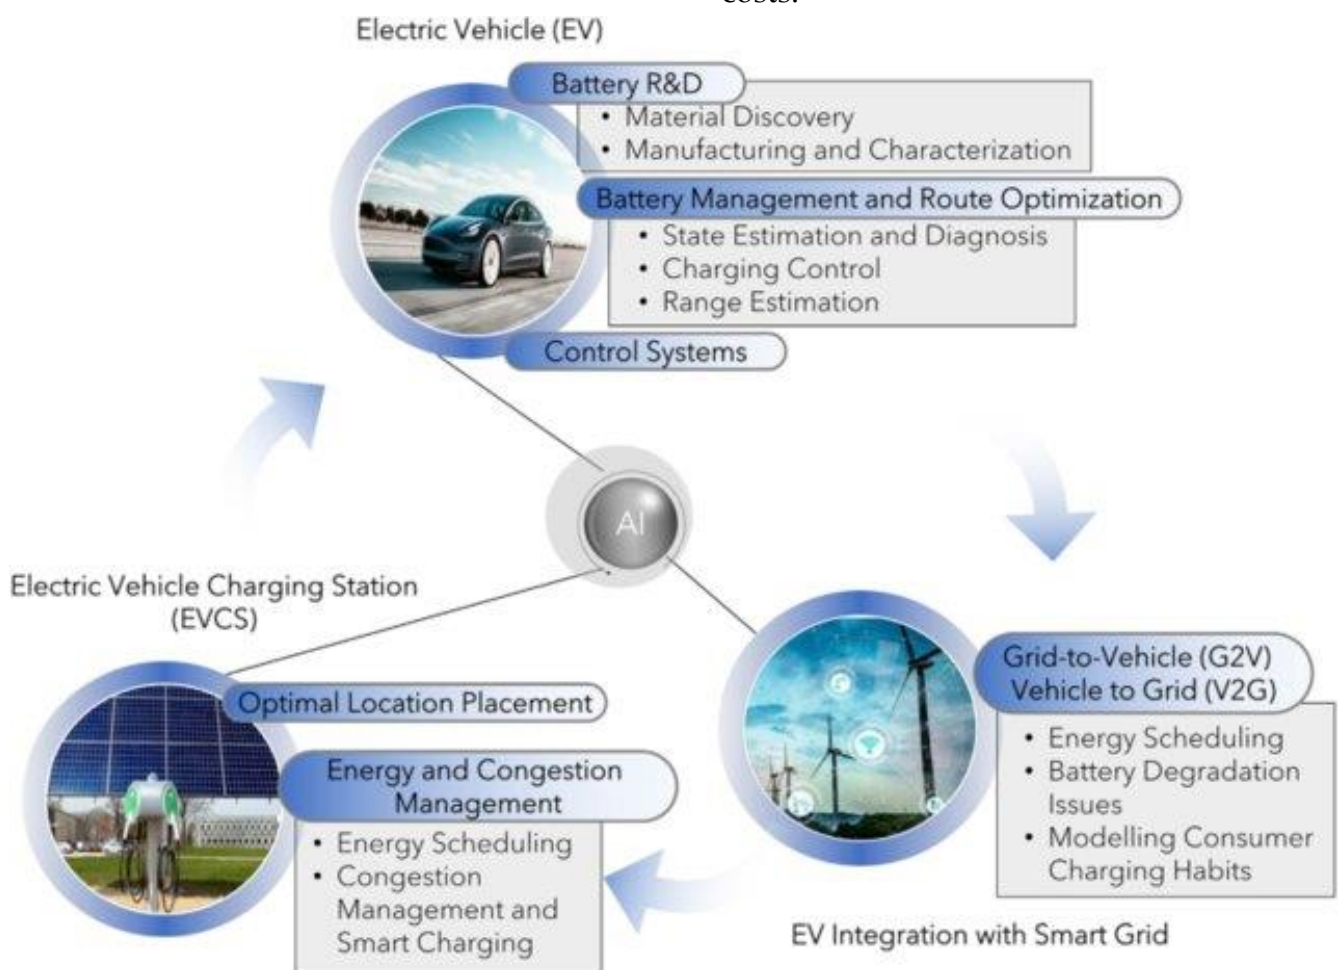 costs.
Electric Vehicle (EV)
Battery R&D
• Material Discovery
• Manufacturing and Characterization
Battery Management and Route Optimization
• State Estimation and Diagnosis
• Charging Control
• Range Estimation
Control Systems
AI
Electric Vehicle Charging Station
(EVCS)
Optimal Location Placement
Energy and Congestion
Management
• Energy Scheduling
• Congestion
Management and
Smart Charging
Grid-to-Vehicle (G2V)
Vehicle to Grid (V2G)
• Energy Scheduling
• Battery Degradation
Issues
• Modelling Consumer
Charging Habits
EV Integration with Smart Grid